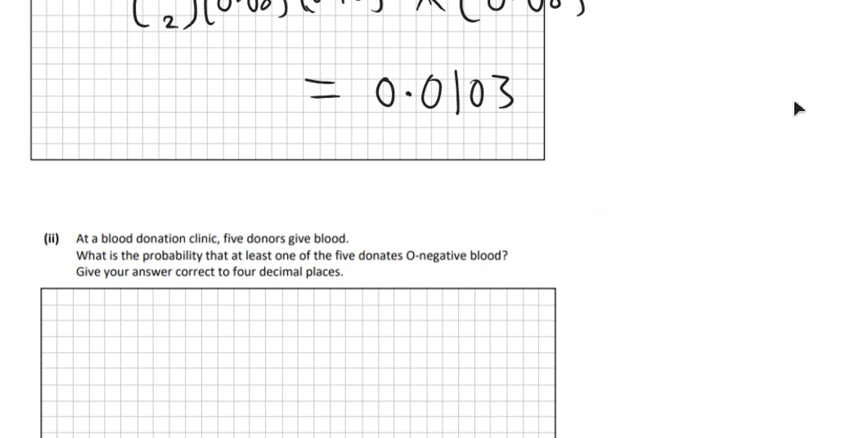 = 0.0103
(ii) At a blood donation clinic, five donors give blood.
What is the probability that at least one of the five donates O-negative blood?
Give your answer correct to four decimal places.